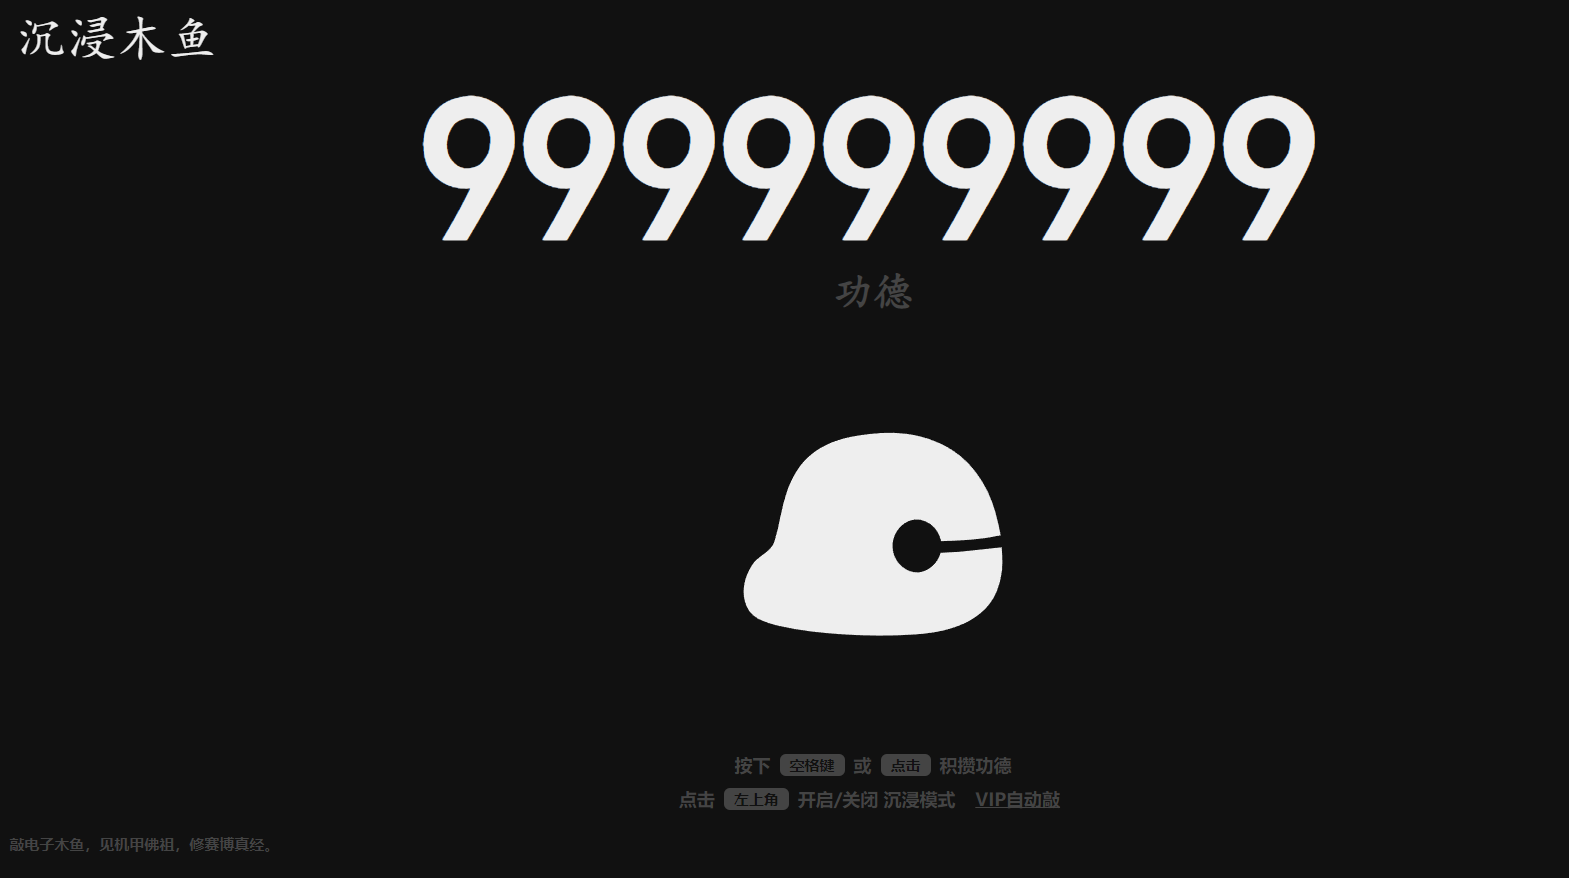 沉浸木鱼
999999999
功德
按下 空格键 或 点击 积攒功德
点击 左上角 开启/关闭 沉浸模式 VIP自动敲
敲电子木鱼，见机甲佛祖，修赛博真经。